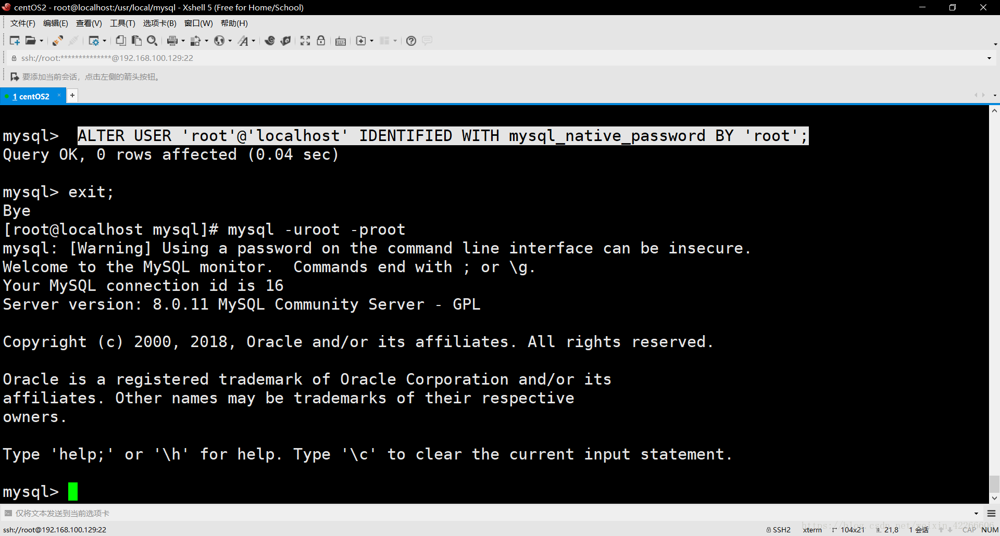 centOS2 - root@localhost:/usr/local/mysql - Xshell 5 (Free for Home/School)
文件(F) 编辑(E) 查看(V) 工具(T) 选项卡(B) 窗口(W) 帮助(H)
ssh://root:**************@192.168.100.129:22
要添加当前会话，点击左侧的箭头按钮。
1 centOS2
mysql>  ALTER USER 'root'@'localhost' IDENTIFIED WITH mysql_native_password BY 'root';
Query OK, 0 rows affected (0.04 sec)
mysql> exit;
Bye
[root@localhost mysql]# mysql -uroot -proot
mysql: [Warning] Using a password on the command line interface can be insecure.
Welcome to the MySQL monitor.  Commands end with ; or \g.
Your MySQL connection id is 16
Server version: 8.0.11 MySQL Community Server - GPL
Copyright (c) 2000, 2018, Oracle and/or its affiliates. All rights reserved.
Oracle is a registered trademark of Oracle Corporation and/or its
affiliates. Other names may be trademarks of their respective
owners.
Type 'help;' or '\h' for help. Type '\c' to clear the current input statement.
mysql>
仅将文本发送到当前选项卡
https://blog.csdn.net/weixin_42266606
ssh://root@192.168.100.129:22 SSH2 xterm 104x21 21,8 1 会话 CAP NUM